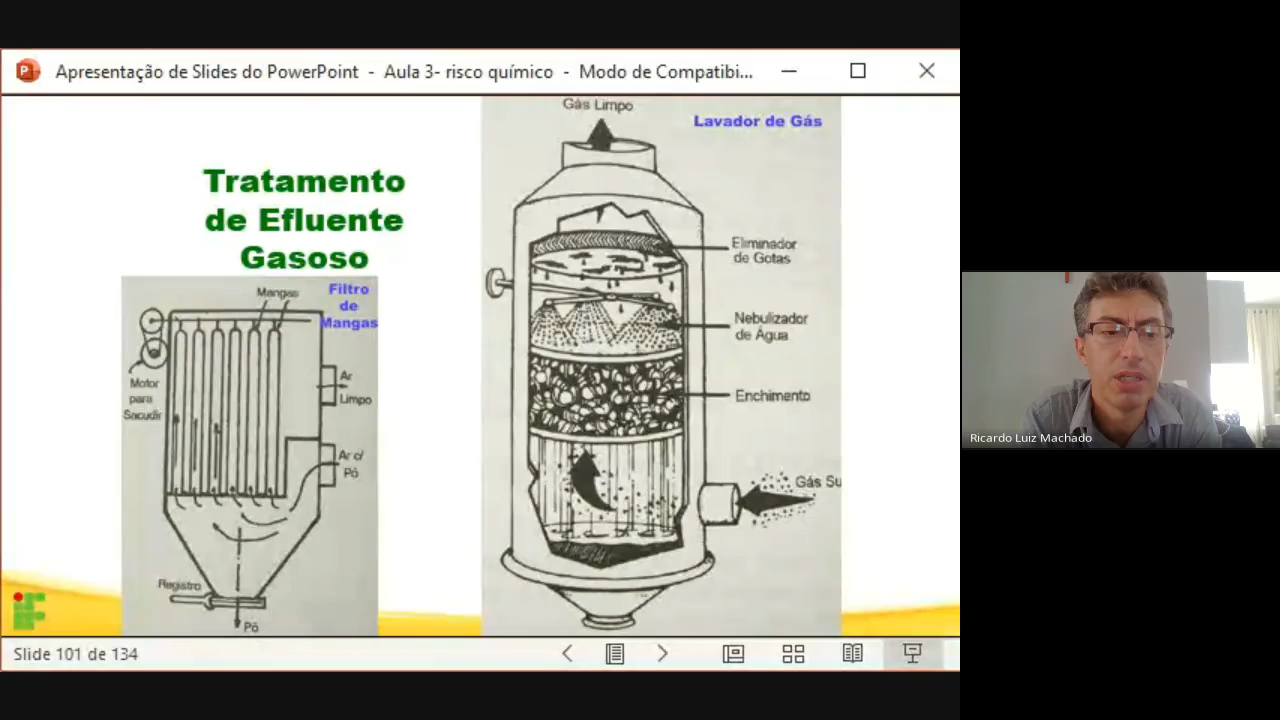 Apresentação de Slides do PowerPoint - Aula 3- risco químico - Modo de Compatibi...
Tratamento
de Efluente
Gasoso
Filtro
de
Mangas
Mangas
Motor
para
Sacudir
Ar
Limpo
Ar c/
Pó
Registro
Pó
Lavador de Gás
Gás Limpo
Eliminador
de Gotas
Nebulizador
de Água
Enchimento
Gás Su
Slide 101 de 134
Ricardo Luiz Machado